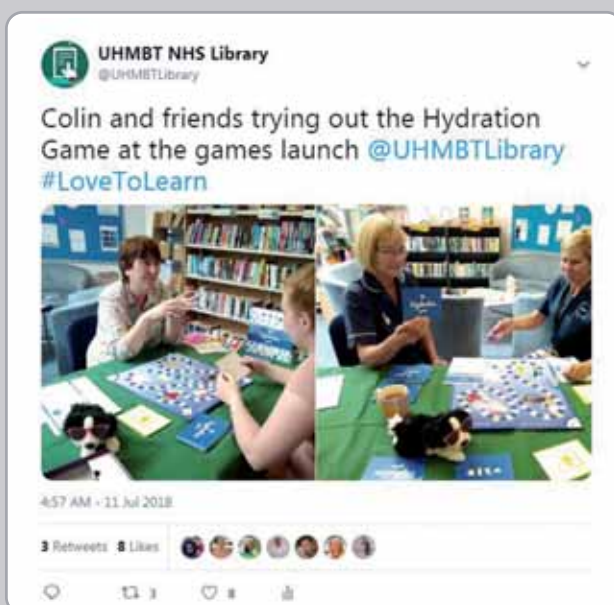 UHMBT NHS Library
@UHMBTLibrary
Colin and friends trying out the Hydration
Game at the games launch @UHMBTLibrary
#LoveToLearn
4:57 AM - 11 Jul 2018
3 Retweets 8 Likes
3 8